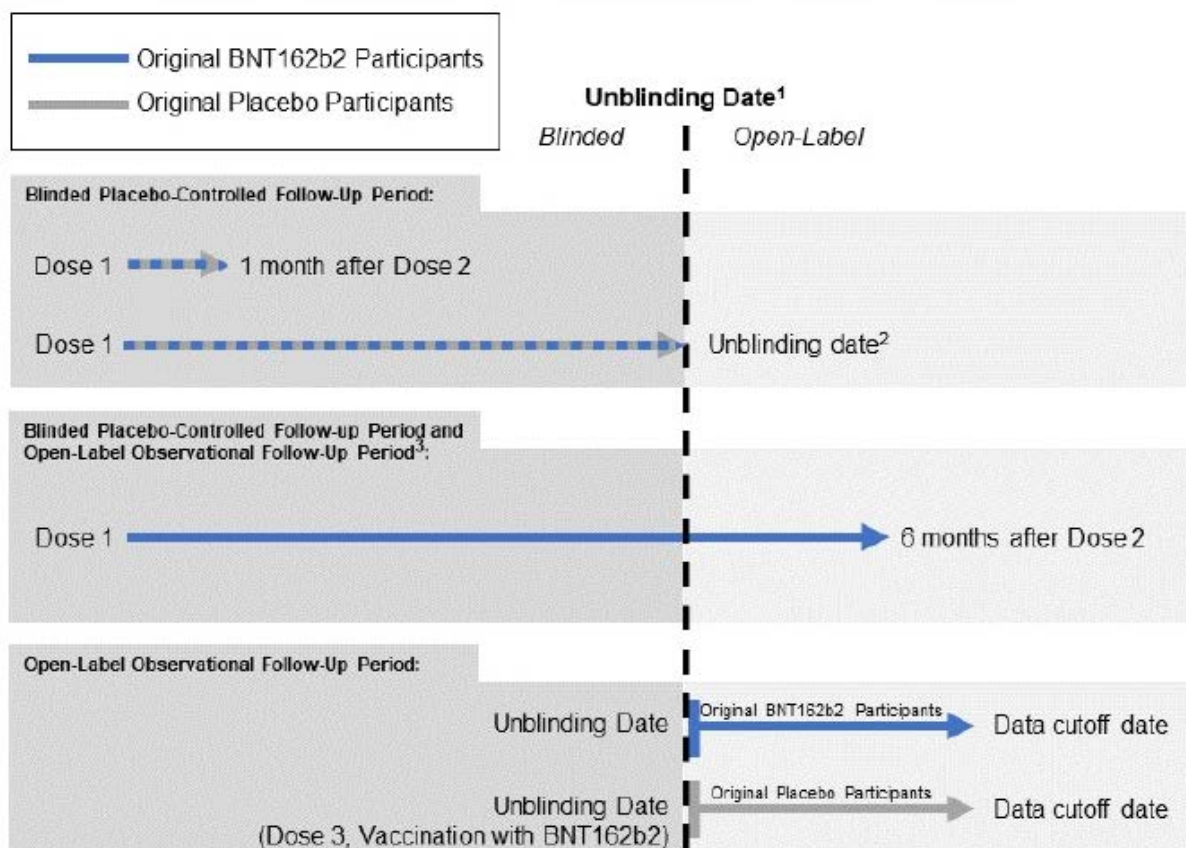 Original BNT162b2 Participants
Original Placebo Participants
Unblinding Date¹
Blinded
Open-Label
Blinded Placebo-Controlled Follow-Up Period:
Dose 1
1 month after Dose 2
Dose 1
Unblinding date²
Blinded Placebo-Controlled Follow-up Period and
Open-Label Observational Follow-Up Period³:
Dose 1
6 months after Dose 2
Open-Label Observational Follow-Up Period:
Unblinding Date
Original BNT162b2 Participants
Data cutoff date
Unblinding Date
(Dose 3, Vaccination with BNT162b2)
Original Placebo Participants
Data cutoff date